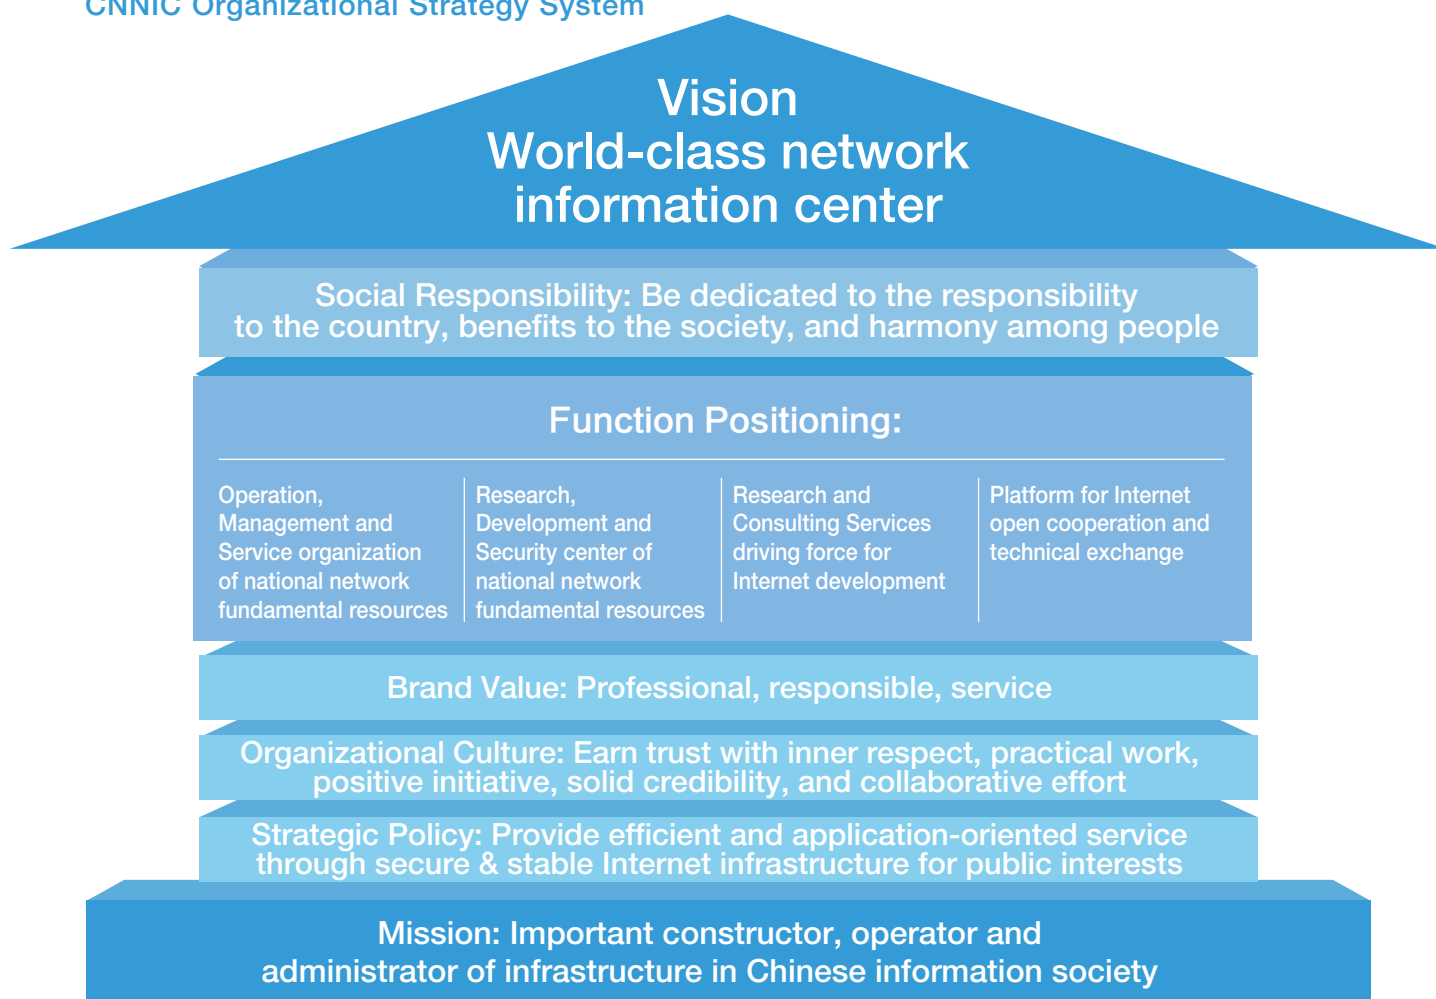 CNNIC Organizational Strategy System
Vision
World-class network
information center
Social Responsibility: Be dedicated to the responsibility
to the country, benefits to the society, and harmony among people
Function Positioning:
Operation,
Management and
Service organization
of national network
fundamental resources
Research,
Development and
Security center of
national network
fundamental resources
Research and
Consulting Services
driving force for
Internet development
Platform for Internet
open cooperation and
technical exchange
Brand Value: Professional, responsible, service
Organizational Culture: Earn trust with inner respect, practical work,
positive initiative, solid credibility, and collaborative effort
Strategic Policy: Provide efficient and application-oriented service
through secure & stable Internet infrastructure for public interests
Mission: Important constructor, operator and
administrator of infrastructure in Chinese information society